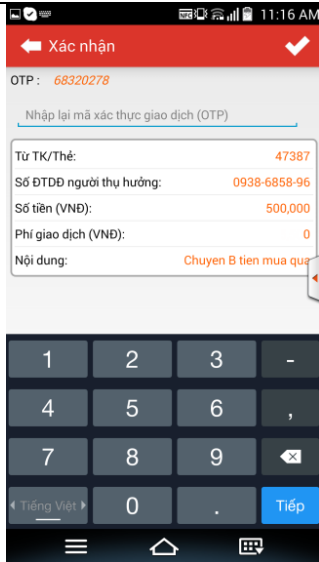 11:16 AM
Xác nhận
OTP : 68320278
Nhập lại mã xác thực giao dịch (OTP)
Từ TK/Thẻ: 47387
Số ĐTDĐ người thụ hưởng: 0938-6858-96
Số tiền (VNĐ): 500,000
Phí giao dịch (VNĐ): 0
Nội dung: Chuyen B tien mua qua
1 2 3 -
4 5 6 ,
7 8 9
Tiếng Việt 0 . Tiếp